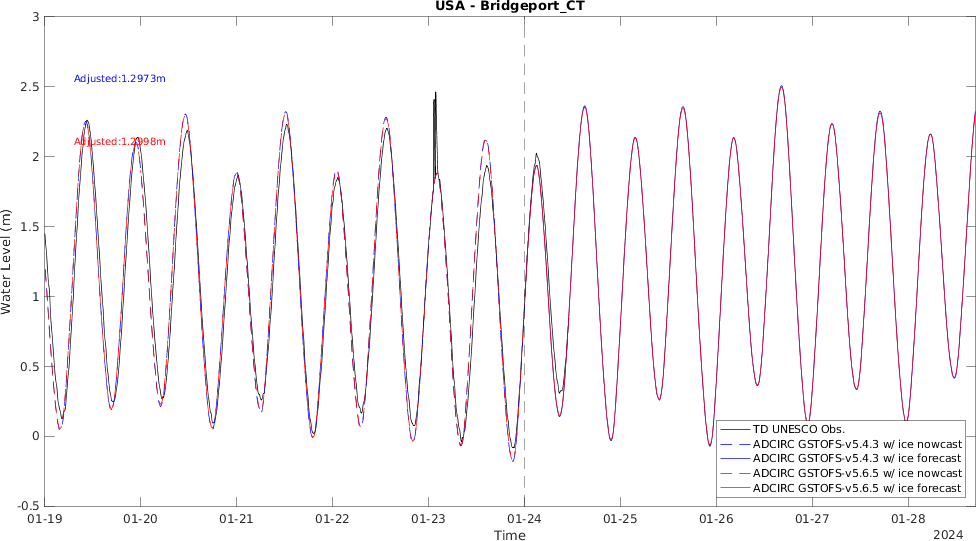 USA - Bridgeport_CT
3
2.5
2
1.5
1
0.5
0
-0.5
Water Level (m)
Adjusted:1.2973m
Adjusted:1.2998m
TD UNESCO Obs.
ADCIRC GSTOFS-v5.4.3 w/ ice nowcast
ADCIRC GSTOFS-v5.4.3 w/ ice forecast
ADCIRC GSTOFS-v5.6.5 w/ ice nowcast
ADCIRC GSTOFS-v5.6.5 w/ ice forecast
01-19 01-20 01-21 01-22 01-23 01-24 01-25 01-26 01-27 01-28
Time
2024